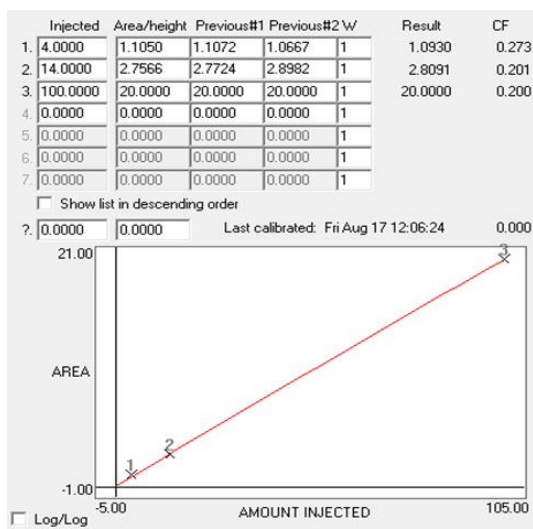 Injected Area/height Previous#1 Previous#2 W Result CF
1. 4.0000 1.1050 1.1072 1.0667 1 1.0930 0.273
2. 14.0000 2.7566 2.7724 2.8982 1 2.8091 0.201
3. 100.0000 20.0000 20.0000 20.0000 1 20.0000 0.200
4. 0.0000 0.0000 0.0000 0.0000 1
5. 0.0000 0.0000 0.0000 0.0000 1
6. 0.0000 0.0000 0.0000 0.0000 1
7. 0.0000 0.0000 0.0000 0.0000 1
Show list in descending order
?. 0.0000 0.0000 Last calibrated: Fri Aug 17 12:06:24 0.000
21.00 3
AREA
2
1
-1.00
-5.00 AMOUNT INJECTED 105.00
Log/Log